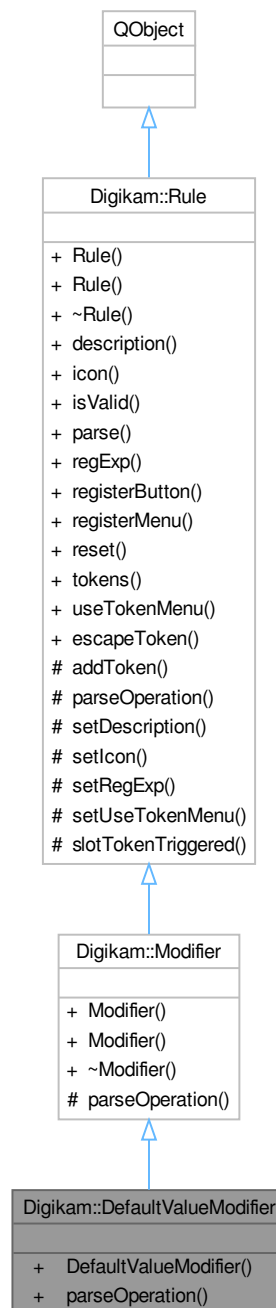 QObject
Digikam::Rule
+ Rule()
+ Rule()
+ ~Rule()
+ description()
+ icon()
+ isValid()
+ parse()
+ regExp()
+ registerButton()
+ registerMenu()
+ reset()
+ tokens()
+ useTokenMenu()
+ escapeToken()
# addToken()
# parseOperation()
# setDescription()
# setIcon()
# setRegExp()
# setUseTokenMenu()
# slotTokenTriggered()
Digikam::Modifier
+ Modifier()
+ Modifier()
+ ~Modifier()
# parseOperation()
Digikam::DefaultValueModifier
+ DefaultValueModifier()
+ parseOperation()